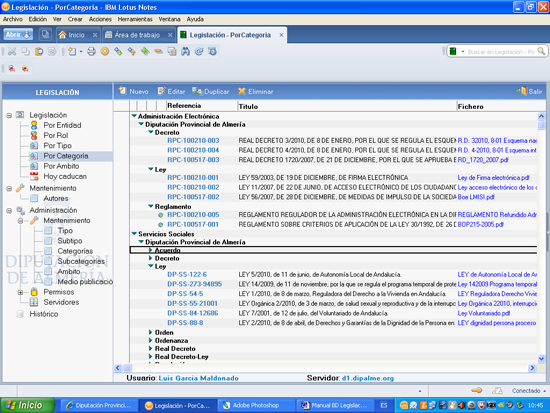 Legislación - PorCategoría - IBM Lotus Notes
Archivo Edición Ver Crear Acciones Herramientas Ventana Ayuda
Abrir Inicio Área de trabajo Legislación - PorCategoría
Buscar en Legislación - Po
LEGISLACIÓN
Nuevo Editar Duplicar Eliminar Salir
Referencia Título Fichero
Legislación
Por Entidad
Por Rol
Por Tipo
Por Categoría
Por Ambito
Hoy caducan
Mantenimiento
Autores
Administración
Mantenimiento
Tipo
Subtipo
Categorías
Subcategorías
Ambito
Medio publicació
Permisos
Servidores
Histórico
DIPUTACIÓN
DE ALMERÍA
Administración Electrónica
Diputación Provincial de Almería
Decreto
RPC-100210-003 REAL DECRETO 3/2010, DE 8 DE ENERO, POR EL QUE SE REGULA EL ESQUEM R.D. 32010, 8-01 Esquema nac
RPC-100210-004 REAL DECRETO 4/2010, DE 8 DE ENERO, POR EL QUE SE REGULA EL ESQUEM R.D. 4-2010, 8-01 Esquema inter
RPC-100517-003 REAL DECRETO 1720/2007, DE 21 DE DICIEMBRE, POR EL QUE SE APRUEBA E RD_1720_2007.pdf
Ley
RPC-100210-001 LEY 59/2003, DE 19 DE DICIEMBRE, DE FIRMA ELECTRÓNICA Ley de Firma electrónica.pdf
RPC-100210-002 LEY 11/2007, DE 22 DE JUNIO, DE ACCESO ELECTRÓNICO DE LOS CIUDADAN Ley acceso electrónico de los c
RPC-100517-002 LEY 56/2007, DE 28 DE DICIEMBRE, DE MEDIDAS DE IMPULSO DE LA SOCIEDA Boe LMISI.pdf
Reglamento
RPC-100210-005 REGLAMENTO REGULADOR DE LA ADMINISTRACIÓN ELECTRÓNICA EN LA DI REGLAMENTO Refundido Ad
RPC-100517-001 REGLAMENTO SOBRE CRITERIOS DE APLICACIÓN DE LA LEY 30/1992, DE 26 D BOP215-2005.pdf
Servicios Sociales
Diputación Provincial de Almería
Acuerdo
Decreto
Ley
DP-SS-122-6 LEY 5/2010, de 11 de junio, de Autonomía Local de Andalucía. LEY de Autonomía Local de And
DP-SS-273-94895 LEY 14/2009, de 11 de noviembre, por la que se regula el programa temporal de prote LEY 142009 Programa temporal
DP-SS-54-5 LEY 1/2010, de 8 de marzo, Reguladora del Derecho a la Vivienda en Andalucía. LEY Reguladora Derecho Vivie
DP-SS-55-21001 LEY Orgánica 2/2010, de 3 de marzo, de salud sexual y reproductiva y de la interrupci LEY Orgánica 2-2010, interrupc
DP-SS-84-12686 LEY 7/2001, de 12 de julio, del Voluntariado de Andalucía. LEY Voluntariado.pdf
DP-SS-88-8 LEY 2/2010, de 8 de abril, de Derechos y Garantías de la Dignidad de la Persona en LEY dignidad persona proceso
Orden
Ordenanza
Real Decreto
Real Decreto-Ley
Usuario: Luis García Maldonado Servidor: d1.dipalme.org
Conectado
Inicio Diputación Provinci... Legislación - PorCa... Adobe Photoshop Manual BD Legislac... ES 10:45